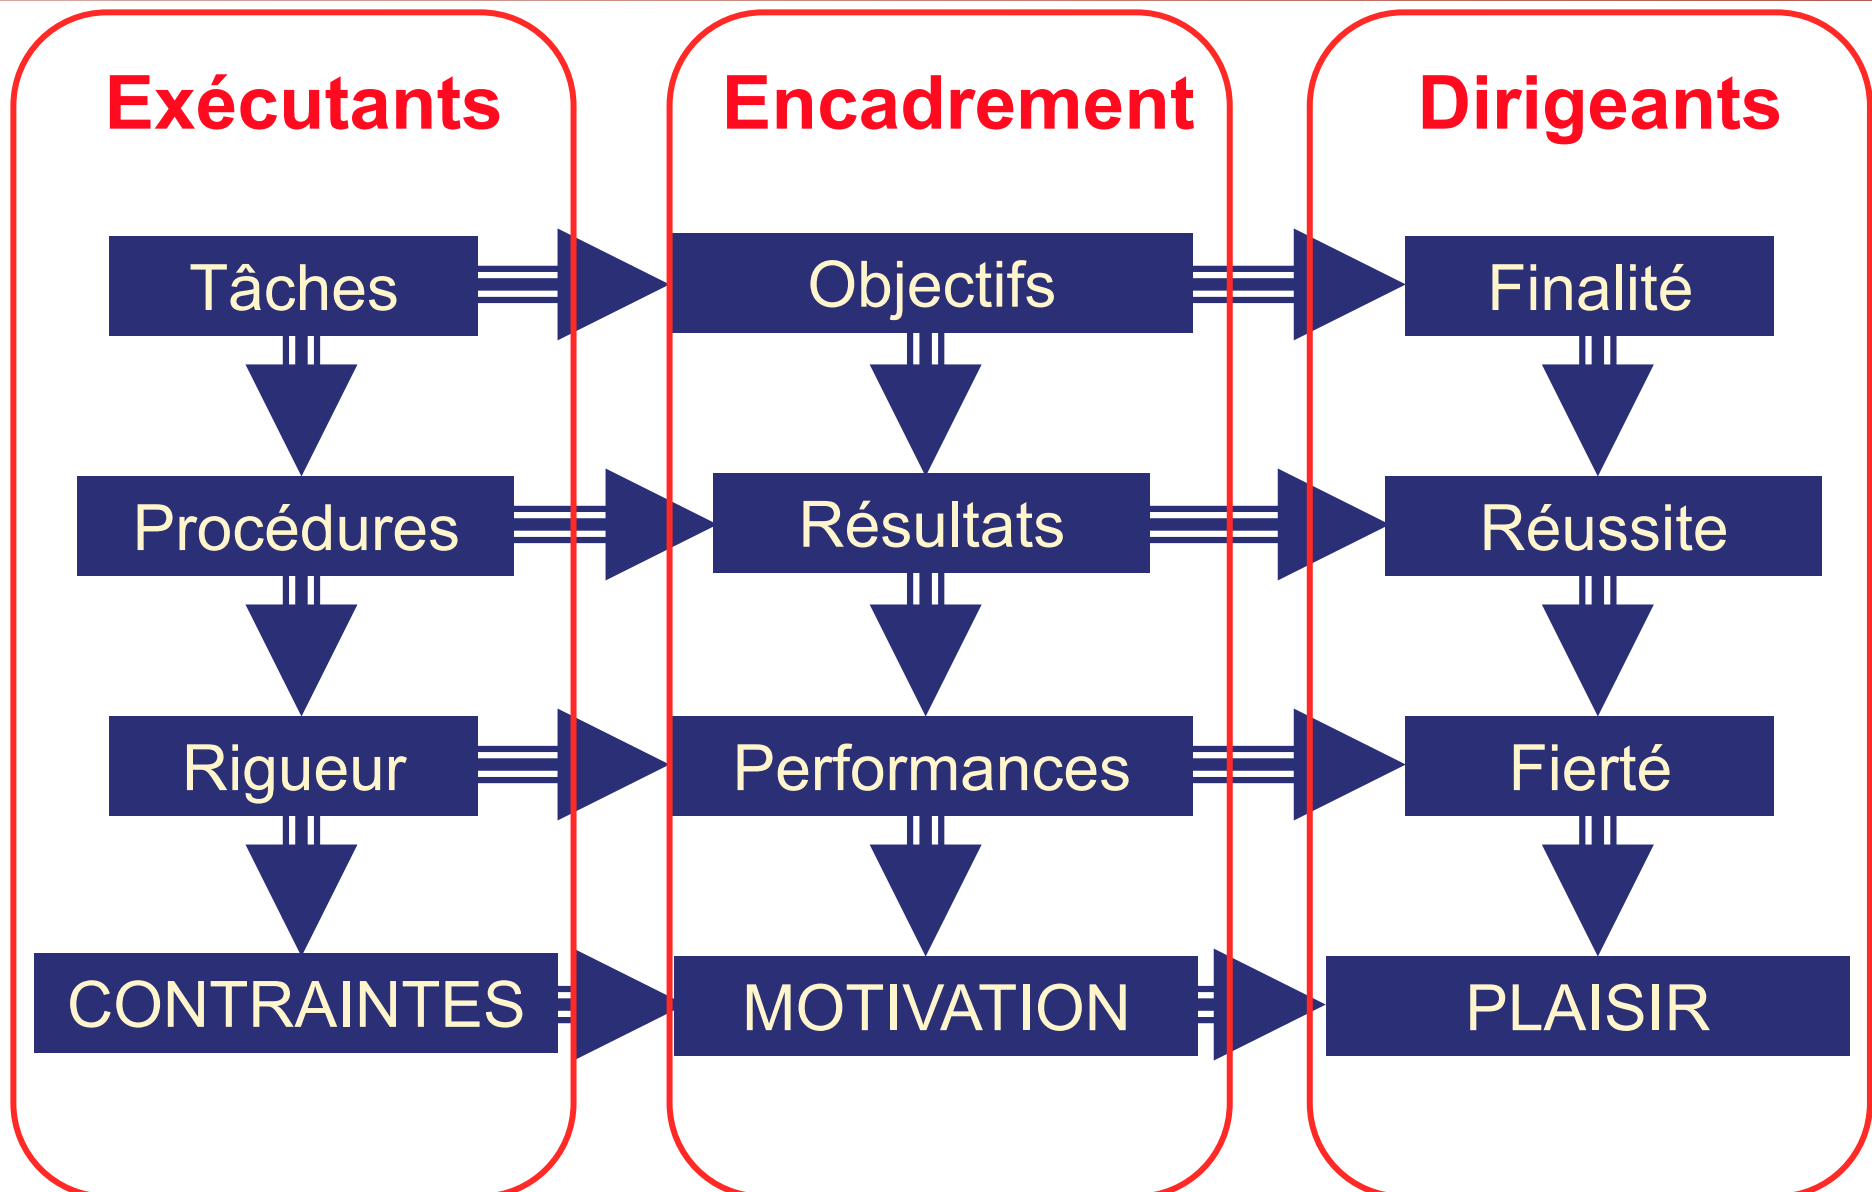 Exécutants
Encadrement
Dirigeants
Tâches
Objectifs
Finalité
Procédures
Résultats
Réussite
Rigueur
Performances
Fierté
CONTRAINTES
MOTIVATION
PLAISIR